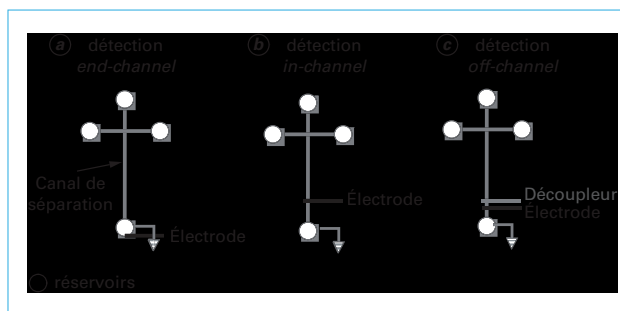 a détection
end-channel
b détection
in-channel
c détection
off-channel
Canal de
séparation
Électrode
Électrode
Découpleur
Électrode
réservoirs